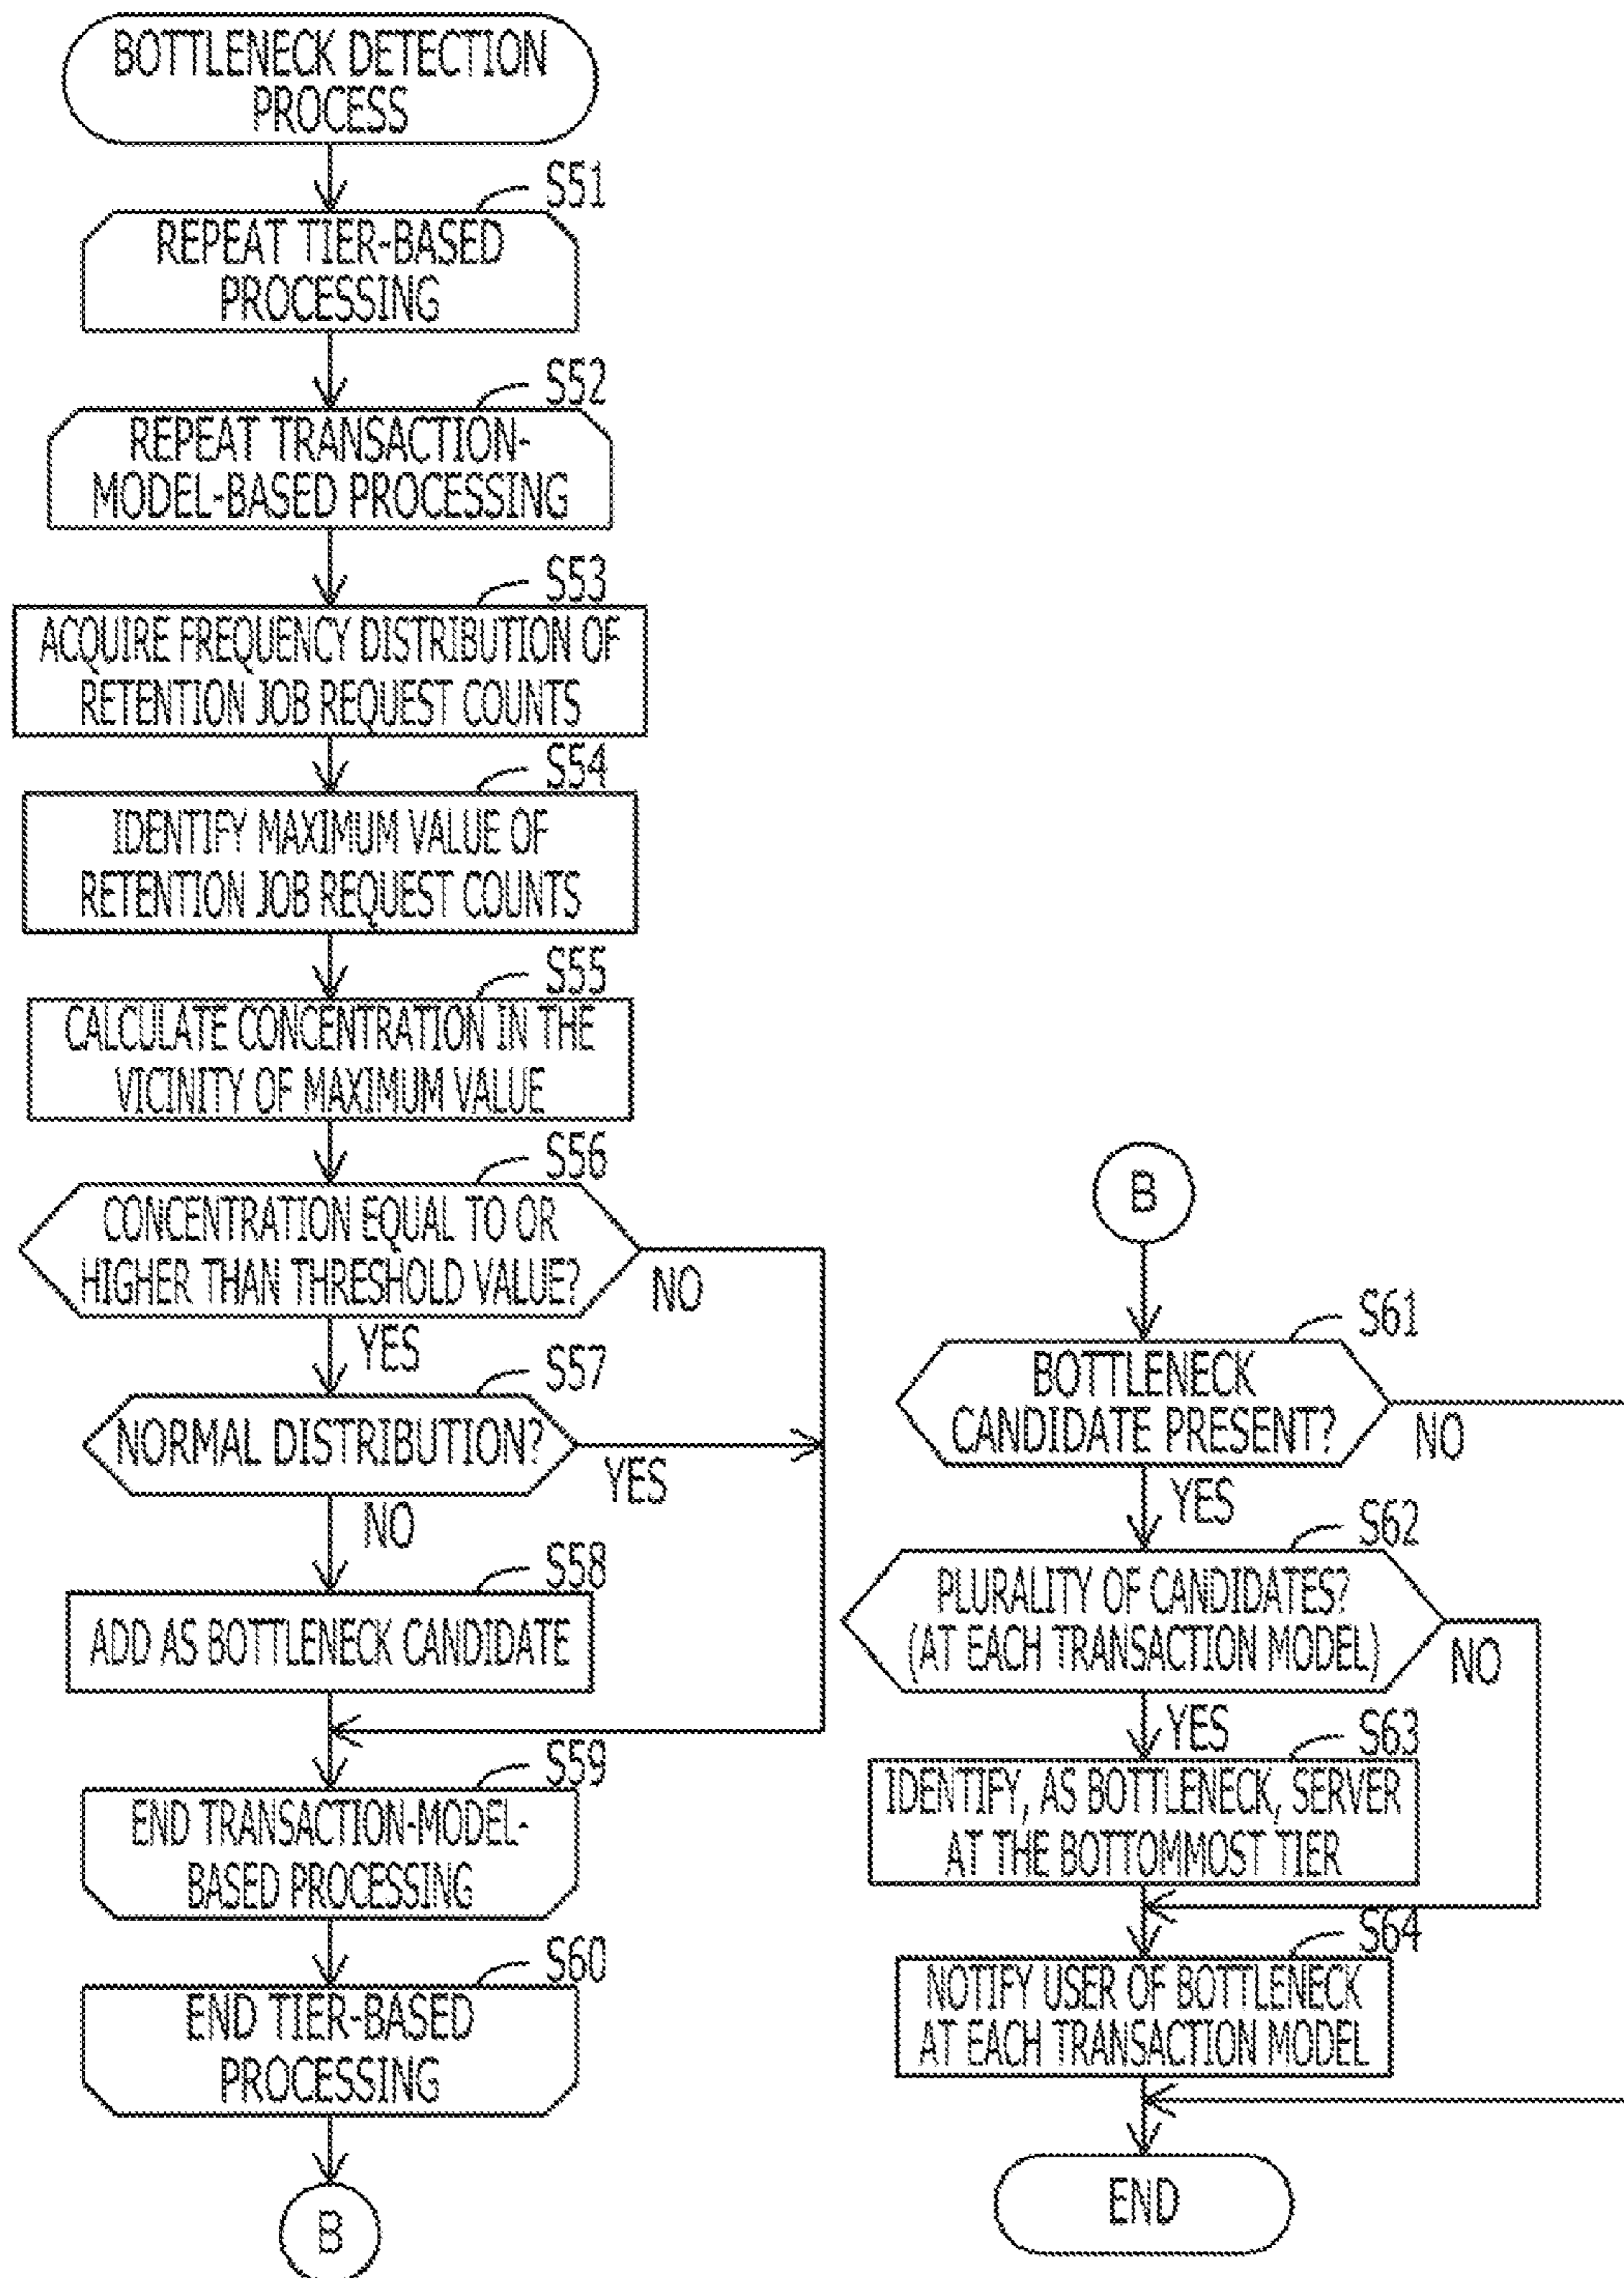 BOTTLENECK DETECTION
PROCESS
S51
REPEAT TIER-BASED
PROCESSING
S52
REPEAT TRANSACTION-
MODEL-BASED PROCESSING
S53
ACQUIRE FREQUENCY DISTRIBUTION OF
RETENTION JOB REQUEST COUNTS
S54
IDENTIFY MAXIMUM VALUE OF
RETENTION JOB REQUEST COUNTS
S55
CALCULATE CONCENTRATION IN THE
VICINITY OF MAXIMUM VALUE
S56
CONCENTRATION EQUAL TO OR
HIGHER THAN THRESHOLD VALUE?
NO
YES
S57
NORMAL DISTRIBUTION?
YES
NO
S58
ADD AS BOTTLENECK CANDIDATE
S59
END TRANSACTION-MODEL-
BASED PROCESSING
S60
END TIER-BASED
PROCESSING
B
B
S61
BOTTLENECK
CANDIDATE PRESENT?
NO
YES
S62
PLURALITY OF CANDIDATES?
(AT EACH TRANSACTION MODEL)
NO
YES
S63
IDENTIFY, AS BOTTLENECK, SERVER
AT THE BOTTOMMOST TIER
S64
NOTIFY USER OF BOTTLENECK
AT EACH TRANSACTION MODEL
END